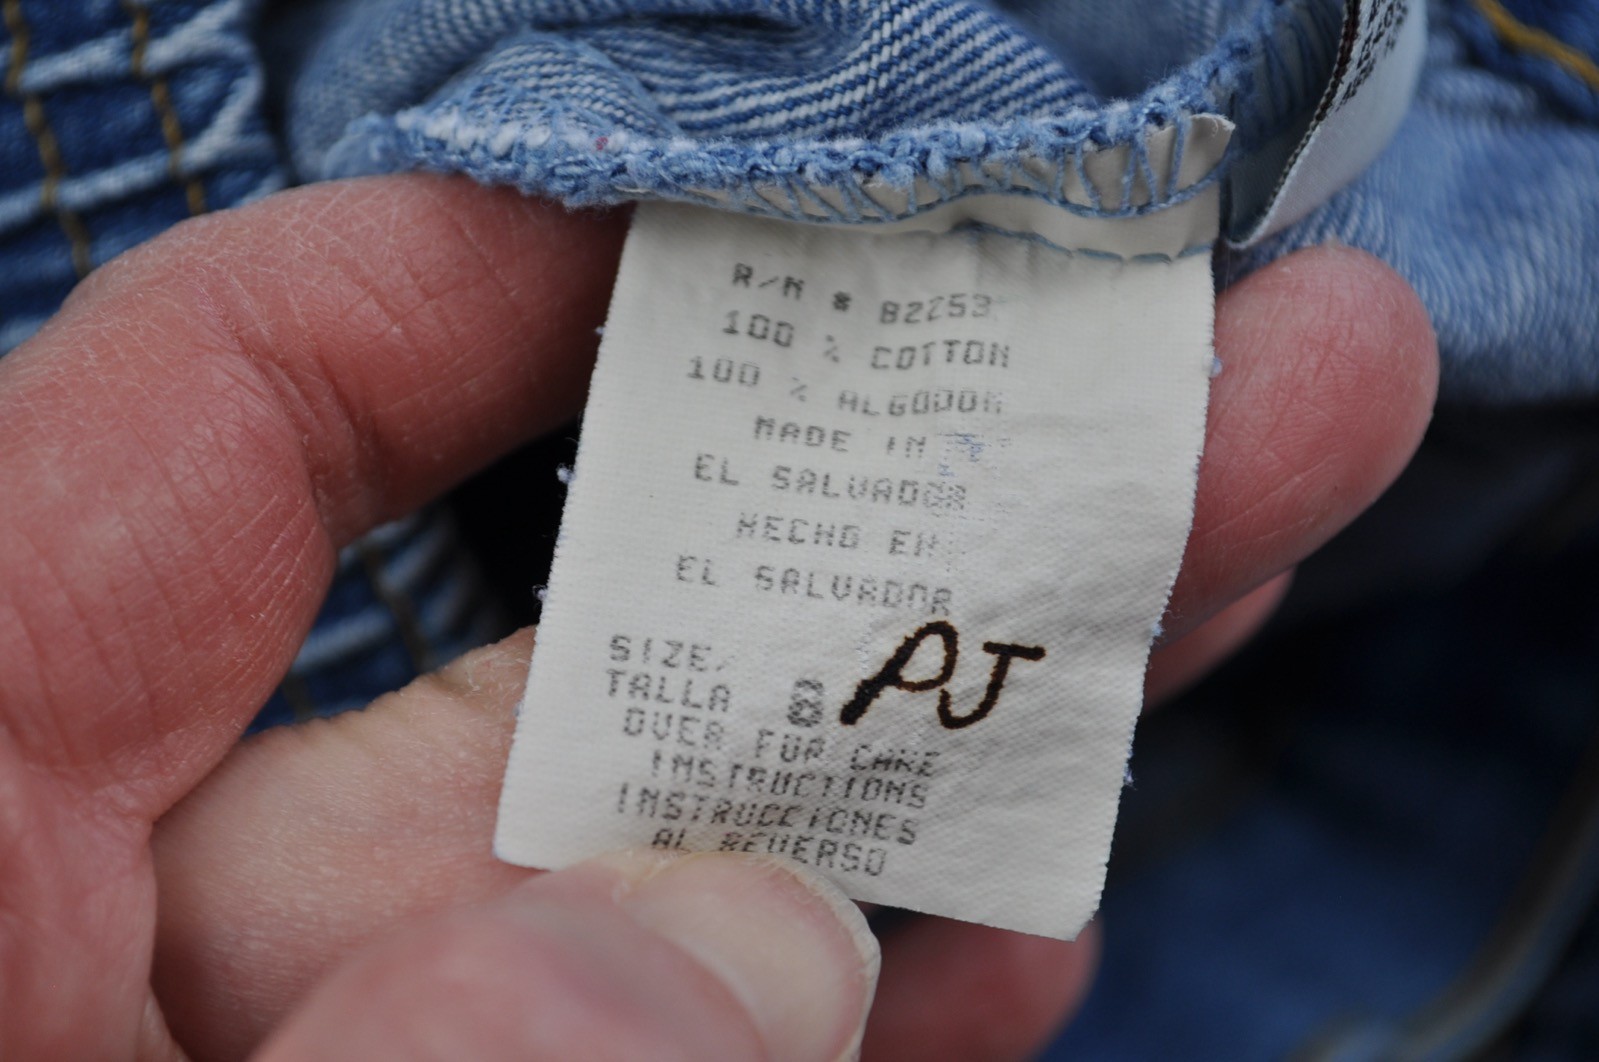 R/N # 82253
100 % COTTON
100 % ALGODON
MADE IN
EL SALVADOR
HECHO EN
EL SALVADOR
SIZE/
TALLA 8 PJ
OVER FOR CARE
INSTRUCTIONS
INSTRUCCIONES
AL REVERSO